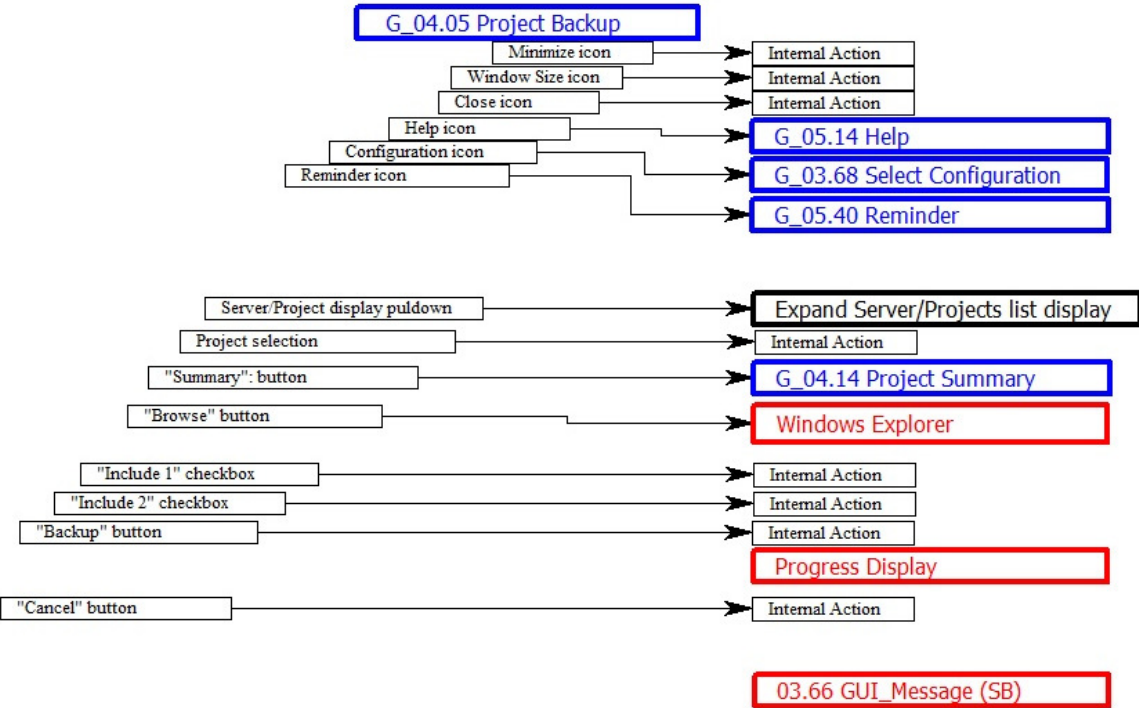 G_04.05 Project Backup
Minimize icon
Internal Action
Window Size icon
Internal Action
Close icon
Internal Action
Help icon
G_05.14 Help
Configuration icon
G_03.68 Select Configuration
Reminder icon
G_05.40 Reminder
Server/Project display puldown
Expand Server/Projects list display
Project selection
Internal Action
"Summary": button
G_04.14 Project Summary
"Browse" button
Windows Explorer
"Include 1" checkbox
Internal Action
"Include 2" checkbox
Internal Action
"Backup" button
Internal Action
Progress Display
"Cancel" button
Internal Action
03.66 GUI_Message (SB)